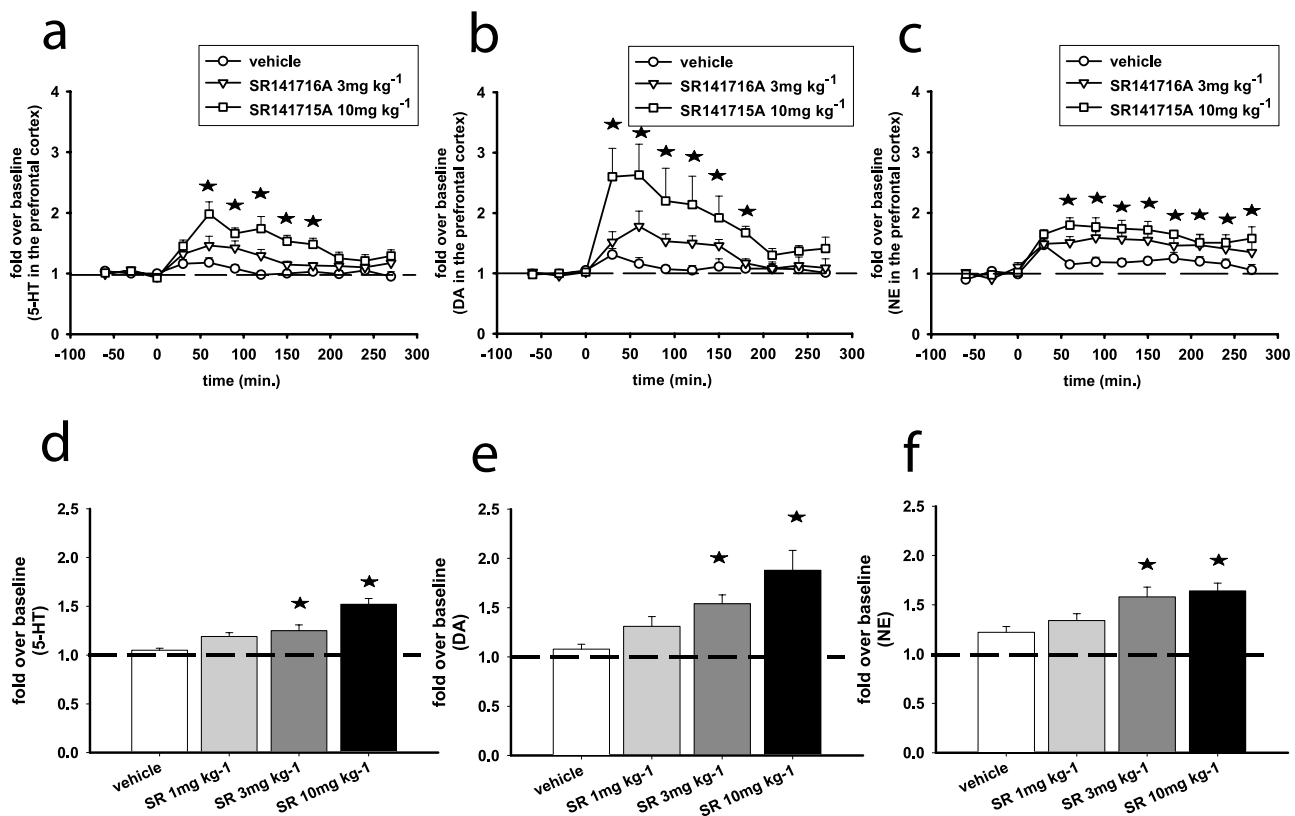 a
vehicle
SR141716A 3mg kg-1
SR141715A 10mg kg-1
fold over baseline
(5-HT in the prefrontal cortex)
4
3
2
1
0
-100 -50 0 50 100 150 200 250 300
time (min.)
b
vehicle
SR141716A 3mg kg-1
SR141715A 10mg kg-1
fold over baseline
(DA in the prefrontal cortex)
4
3
2
1
0
-100 -50 0 50 100 150 200 250 300
time (min.)
c
vehicle
SR141716A 3mg kg-1
SR141715A 10mg kg-1
fold over baseline
(NE in the prefrontal cortex)
4
3
2
1
0
-100 -50 0 50 100 150 200 250 300
time (min.)
d
fold over baseline
(5-HT)
2.5
2.0
1.5
1.0
0.5
0.0
vehicle
SR 1mg kg-1
SR 3mg kg-1
SR 10mg kg-1
e
fold over baseline
(DA)
2.5
2.0
1.5
1.0
0.5
0.0
vehicle
SR 1mg kg-1
SR 3mg kg-1
SR 10mg kg-1
f
fold over baseline
(NE)
2.5
2.0
1.5
1.0
0.5
0.0
vehicle
SR 1mg kg-1
SR 3mg kg-1
SR 10mg kg-1